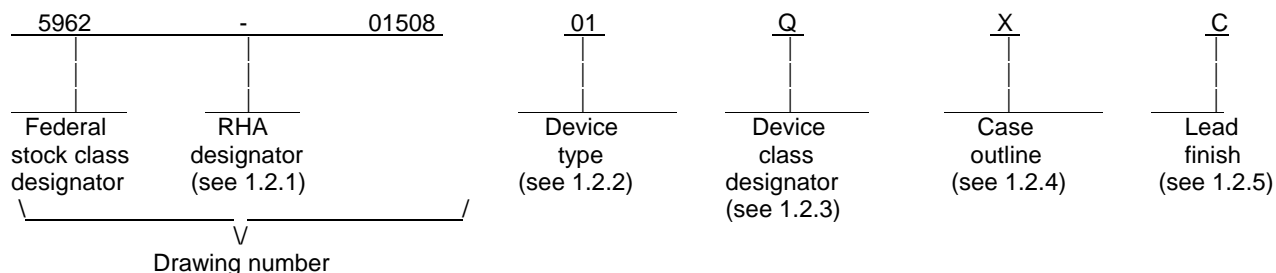 5962 - 01508 01 Q X C
Federal stock class designator
RHA designator (see 1.2.1)
Device type (see 1.2.2)
Device class designator (see 1.2.3)
Case outline (see 1.2.4)
Lead finish (see 1.2.5)
Drawing number